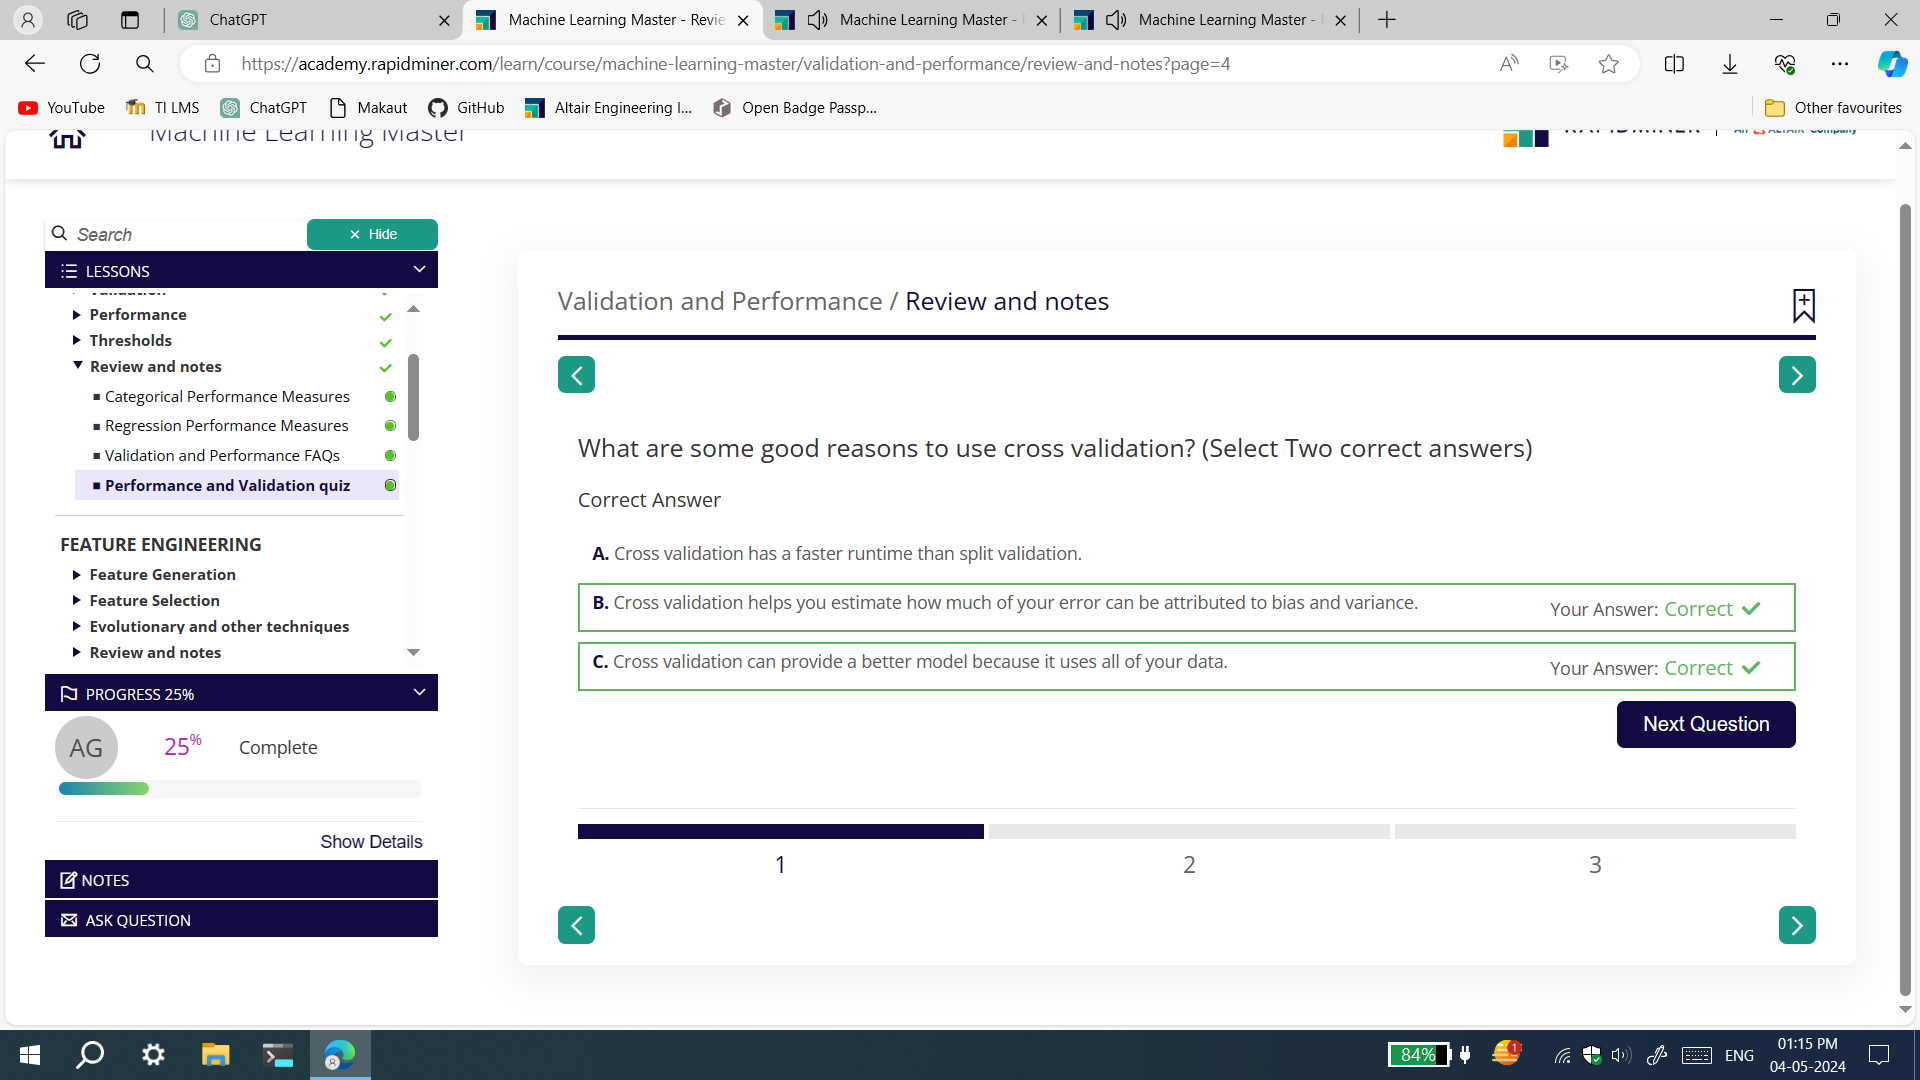 ChatGPT
Machine Learning Master - Revie
Machine Learning Master -
Machine Learning Master -
https://academy.rapidminer.com/learn/course/machine-learning-master/validation-and-performance/review-and-notes?page=4
YouTube
TI LMS
ChatGPT
Makaut
GitHub
Altair Engineering I...
Open Badge Passp...
Other favourites
Machine Learning Master
RAPIDMINER
An ALTAIR Company
Search
× Hide
LESSONS
Validation
Performance
Thresholds
Review and notes
Categorical Performance Measures
Regression Performance Measures
Validation and Performance FAQs
Performance and Validation quiz
FEATURE ENGINEERING
Feature Generation
Feature Selection
Evolutionary and other techniques
Review and notes
PROGRESS 25%
AG
25%
Complete
Show Details
NOTES
ASK QUESTION
Validation and Performance / Review and notes
What are some good reasons to use cross validation? (Select Two correct answers)
Correct Answer
A. Cross validation has a faster runtime than split validation.
B. Cross validation helps you estimate how much of your error can be attributed to bias and variance.
Your Answer: Correct
C. Cross validation can provide a better model because it uses all of your data.
Your Answer: Correct
Next Question
1
2
3
84%
1
ENG
01:15 PM
04-05-2024